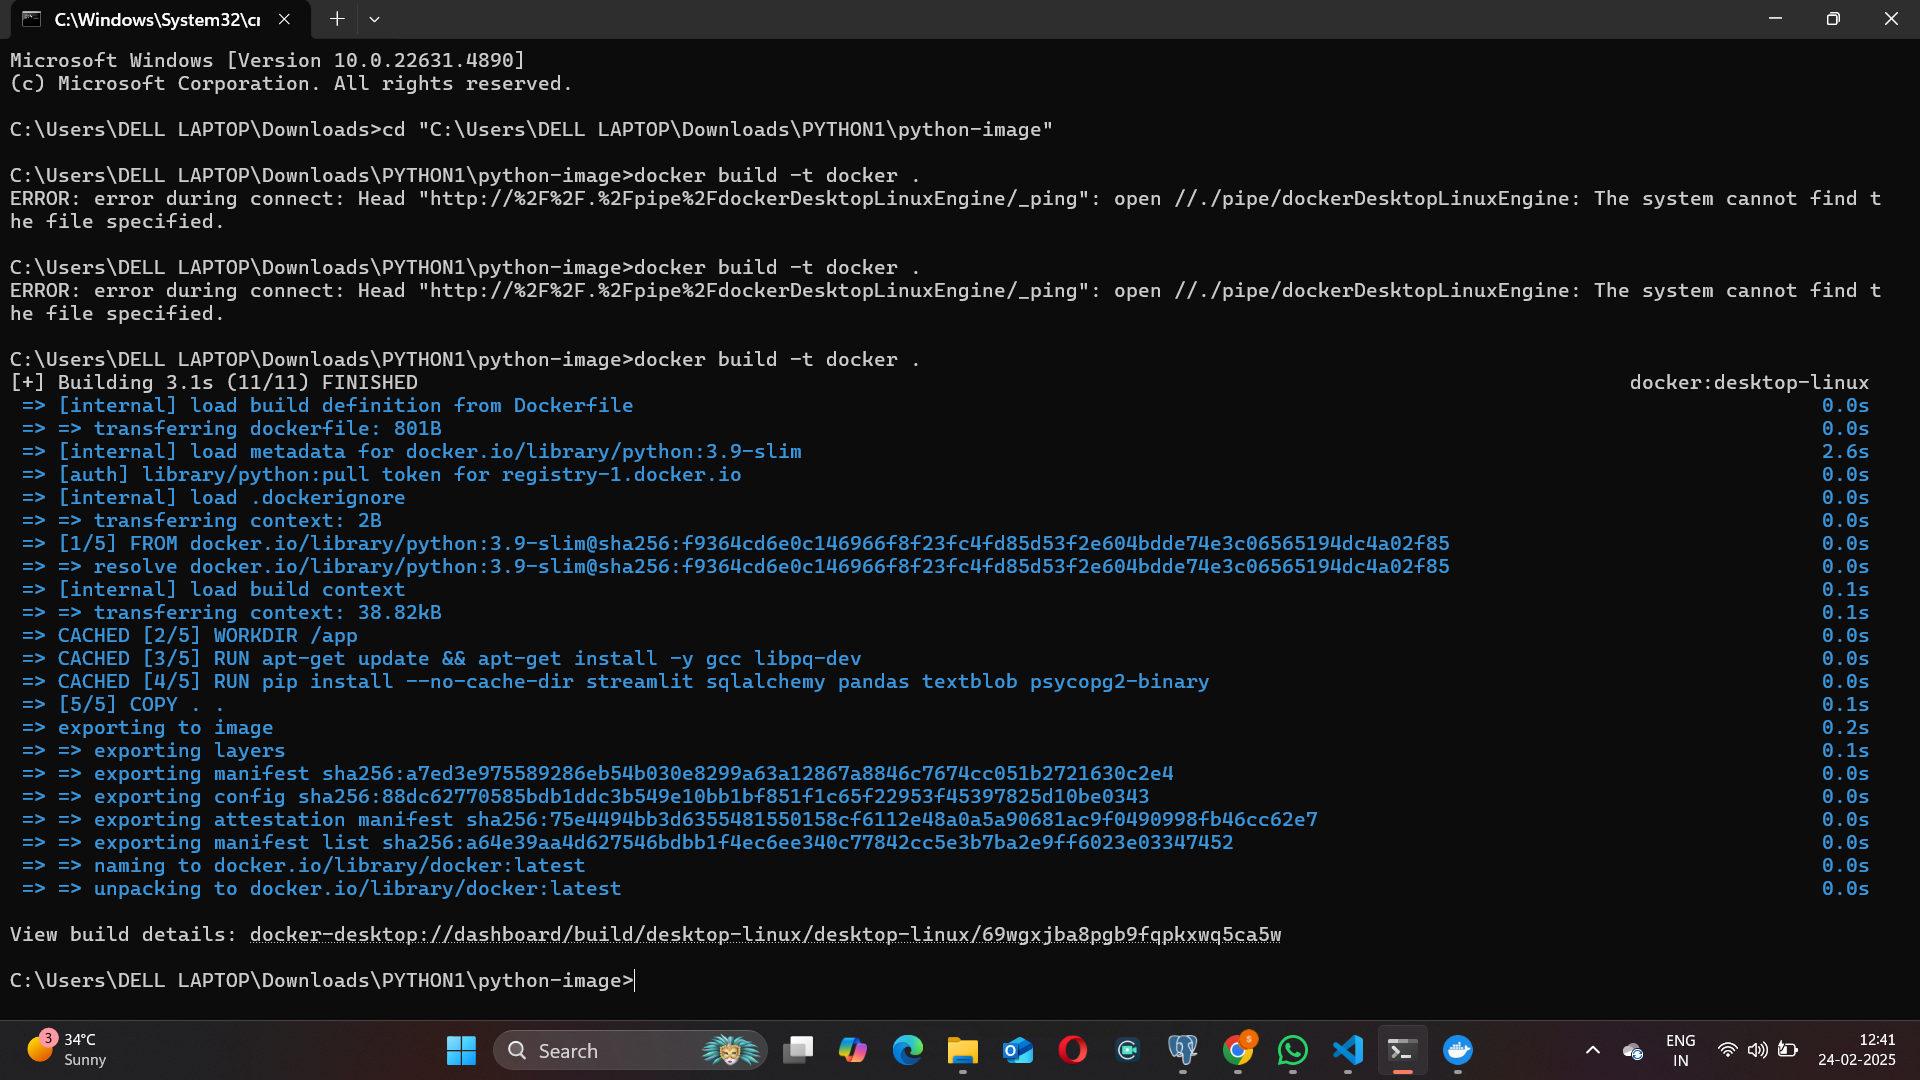 C:\Windows\System32\cr
Microsoft Windows [Version 10.0.22631.4890]
(c) Microsoft Corporation. All rights reserved.
C:\Users\DELL LAPTOP\Downloads>cd "C:\Users\DELL LAPTOP\Downloads\PYTHON1\python-image"
C:\Users\DELL LAPTOP\Downloads\PYTHON1\python-image>docker build -t docker .
ERROR: error during connect: Head "http://%2F%2F.%2Fpipe%2FdockerDesktopLinuxEngine/_ping": open //./pipe/dockerDesktopLinuxEngine: The system cannot find t
he file specified.
C:\Users\DELL LAPTOP\Downloads\PYTHON1\python-image>docker build -t docker .
ERROR: error during connect: Head "http://%2F%2F.%2Fpipe%2FdockerDesktopLinuxEngine/_ping": open //./pipe/dockerDesktopLinuxEngine: The system cannot find t
he file specified.
C:\Users\DELL LAPTOP\Downloads\PYTHON1\python-image>docker build -t docker .
[+] Building 3.1s (11/11) FINISHED docker:desktop-linux
=> [internal] load build definition from Dockerfile 0.0s
=> => transferring dockerfile: 801B 0.0s
=> [internal] load metadata for docker.io/library/python:3.9-slim 2.6s
=> [auth] library/python:pull token for registry-1.docker.io 0.0s
=> [internal] load .dockerignore 0.0s
=> => transferring context: 2B 0.0s
=> [1/5] FROM docker.io/library/python:3.9-slim@sha256:f9364cd6e0c146966f8f23fc4fd85d53f2e604bdde74e3c06565194dc4a02f85 0.0s
=> => resolve docker.io/library/python:3.9-slim@sha256:f9364cd6e0c146966f8f23fc4fd85d53f2e604bdde74e3c06565194dc4a02f85 0.0s
=> [internal] load build context 0.1s
=> => transferring context: 38.82kB 0.1s
=> CACHED [2/5] WORKDIR /app 0.0s
=> CACHED [3/5] RUN apt-get update && apt-get install -y gcc libpq-dev 0.0s
=> CACHED [4/5] RUN pip install --no-cache-dir streamlit sqlalchemy pandas textblob psycopg2-binary 0.0s
=> [5/5] COPY . . 0.1s
=> exporting to image 0.2s
=> => exporting layers 0.1s
=> => exporting manifest sha256:a7ed3e975589286eb54b030e8299a63a12867a8846c7674cc051b2721630c2e4 0.0s
=> => exporting config sha256:88dc62770585bdb1ddc3b549e10bb1bf851f1c65f22953f45397825d10be0343 0.0s
=> => exporting attestation manifest sha256:75e4494bb3d6355481550158cf6112e48a0a5a90681ac9f0490998fb46cc62e7 0.0s
=> => exporting manifest list sha256:a64e39aa4d627546bdbb1f4ec6ee340c77842cc5e3b7ba2e9ff6023e03347452 0.0s
=> => naming to docker.io/library/docker:latest 0.0s
=> => unpacking to docker.io/library/docker:latest 0.0s
View build details: docker-desktop://dashboard/build/desktop-linux/desktop-linux/69wgxjba8pgb9fqpkxwq5ca5w
C:\Users\DELL LAPTOP\Downloads\PYTHON1\python-image>
3
34°C
Sunny
Search
ENG
IN
12:41
24-02-2025